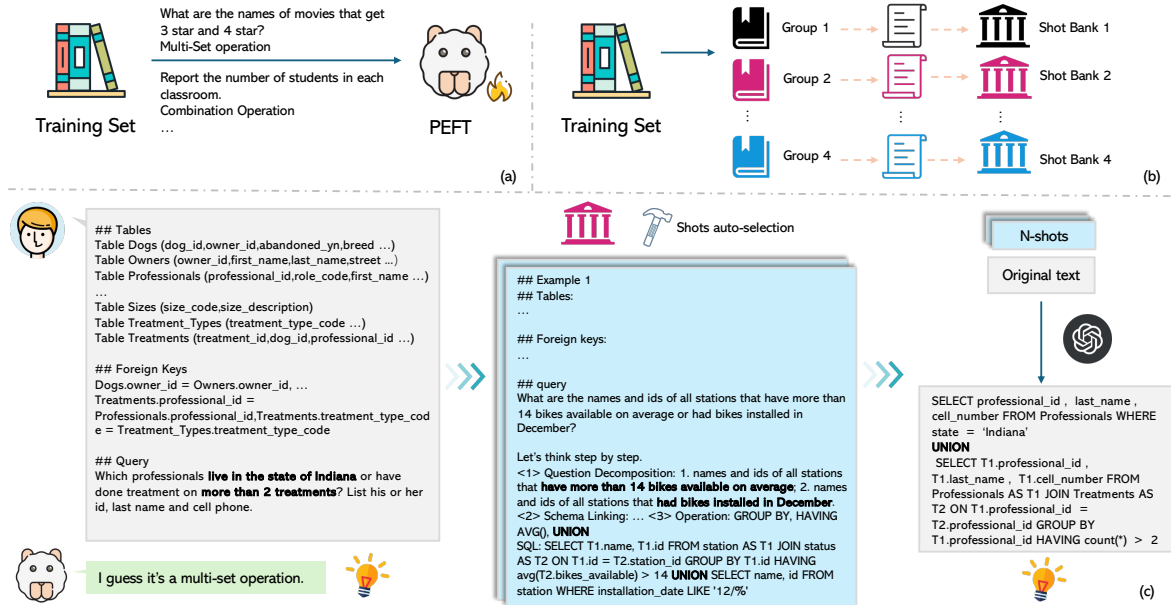 What are the names of movies that get
3 star and 4 star?
Multi-Set operation
Report the number of students in each
classroom.
Combination Operation
…
Training Set
PEFT
(a)
Training Set
Group 1
Shot Bank 1
Group 2
Shot Bank 2
⋮
⋮
⋮
Group 4
Shot Bank 4
(b)
## Tables
Table Dogs (dog_id,owner_id,abandoned_yn,breed …)
Table Owners (owner_id,first_name,last_name,street ...)
Table Professionals (professional_id,role_code,first_name …)
…
Table Sizes (size_code,size_description)
Table Treatment_Types (treatment_type_code …)
Table Treatments (treatment_id,dog_id,professional_id …)
## Foreign Keys
Dogs.owner_id = Owners.owner_id, …
Treatments.professional_id =
Professionals.professional_id,Treatments.treatment_type_cod
e = Treatment_Types.treatment_type_code
## Query
Which professionals live in the state of Indiana or have
done treatment on more than 2 treatments? List his or her
id, last name and cell phone.
I guess it's a multi-set operation.
Shots auto-selection
## Example 1
## Tables:
…
## Foreign keys:
…
## query
What are the names and ids of all stations that have more than
14 bikes available on average or had bikes installed in
December?
Let's think step by step.
<1> Question Decomposition: 1. names and ids of all stations
that have more than 14 bikes available on average; 2. names
and ids of all stations that had bikes installed in December.
<2> Schema Linking: … <3> Operation: GROUP BY, HAVING
AVG(), UNION
SQL: SELECT T1.name, T1.id FROM station AS T1 JOIN status
AS T2 ON T1.id = T2.station_id GROUP BY T1.id HAVING
avg(T2.bikes_available) > 14 UNION SELECT name, id FROM
station WHERE installation_date LIKE '12/%'
N-shots
Original text
SELECT professional_id , last_name ,
cell_number FROM Professionals WHERE
state = ‘Indiana’
UNION
SELECT T1.professional_id ,
T1.last_name , T1.cell_number FROM
Professionals AS T1 JOIN Treatments AS
T2 ON T1.professional_id =
T2.professional_id GROUP BY
T1.professional_id HAVING count(*) > 2
(c)